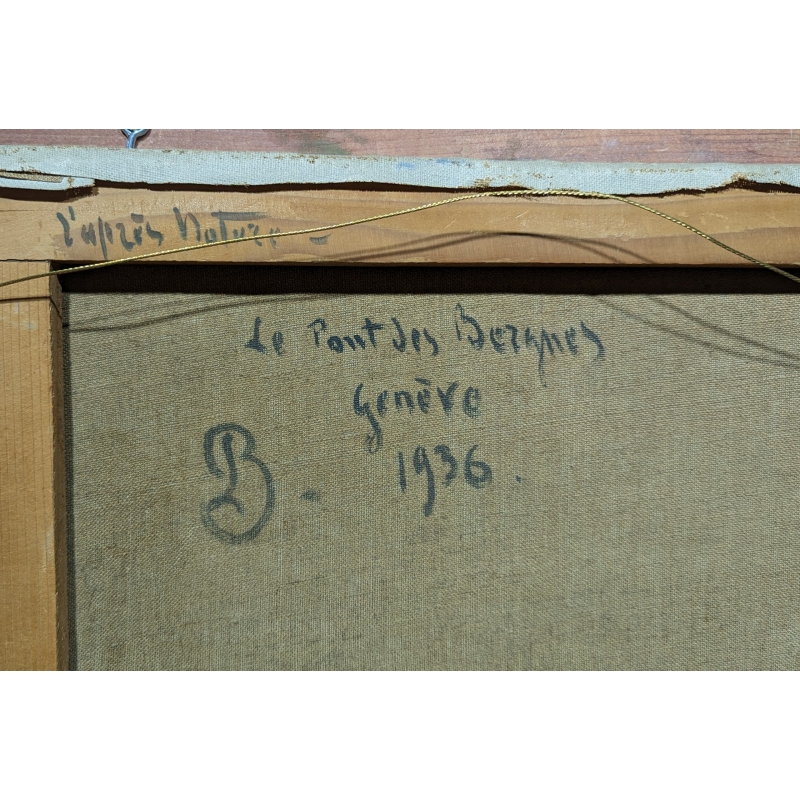 d'après Nature -
Le Pont des Bergues
Genève
B. 1936.